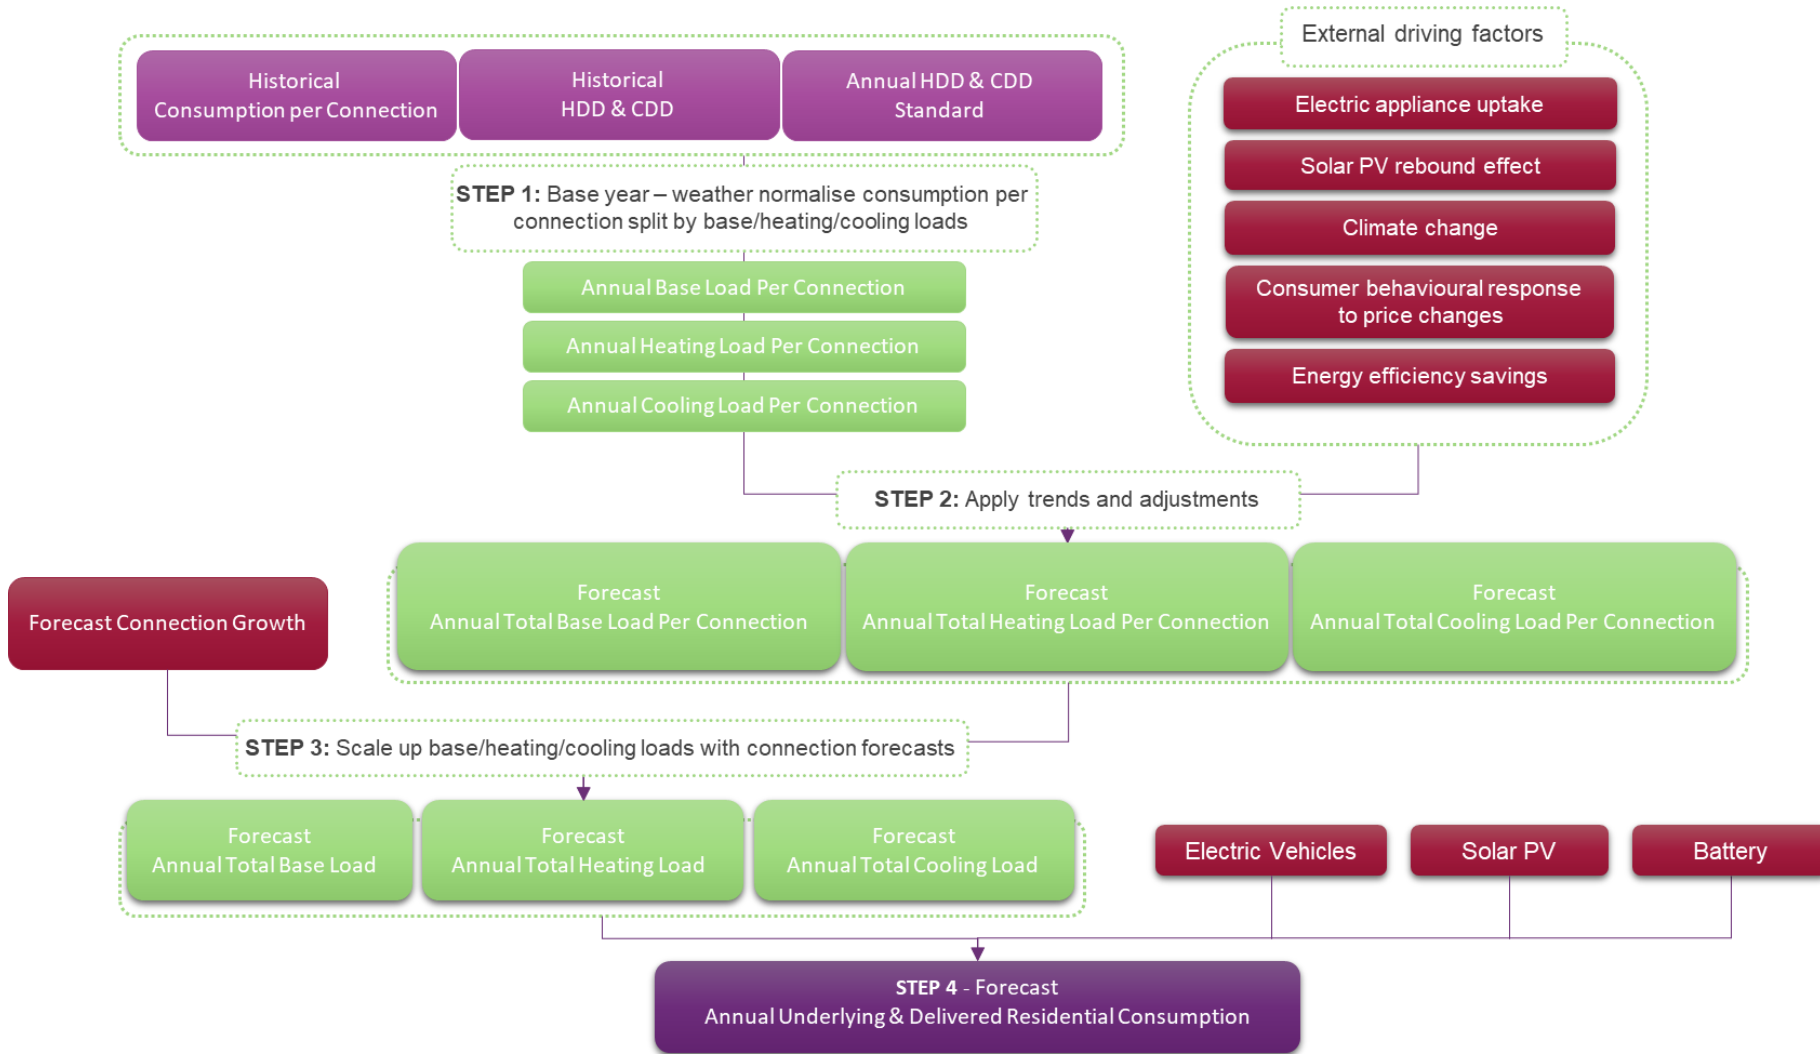 Historical
Consumption per Connection
Historical
HDD & CDD
Annual HDD & CDD
Standard
External driving factors
Electric appliance uptake
Solar PV rebound effect
Climate change
Consumer behavioural response
to price changes
Energy efficiency savings
STEP 1: Base year – weather normalise consumption per
connection split by base/heating/cooling loads
Annual Base Load Per Connection
Annual Heating Load Per Connection
Annual Cooling Load Per Connection
STEP 2: Apply trends and adjustments
Forecast
Annual Total Base Load Per Connection
Forecast
Annual Total Heating Load Per Connection
Forecast
Annual Total Cooling Load Per Connection
Forecast Connection Growth
STEP 3: Scale up base/heating/cooling loads with connection forecasts
Forecast
Annual Total Base Load
Forecast
Annual Total Heating Load
Forecast
Annual Total Cooling Load
Electric Vehicles
Solar PV
Battery
STEP 4 - Forecast
Annual Underlying & Delivered Residential Consumption